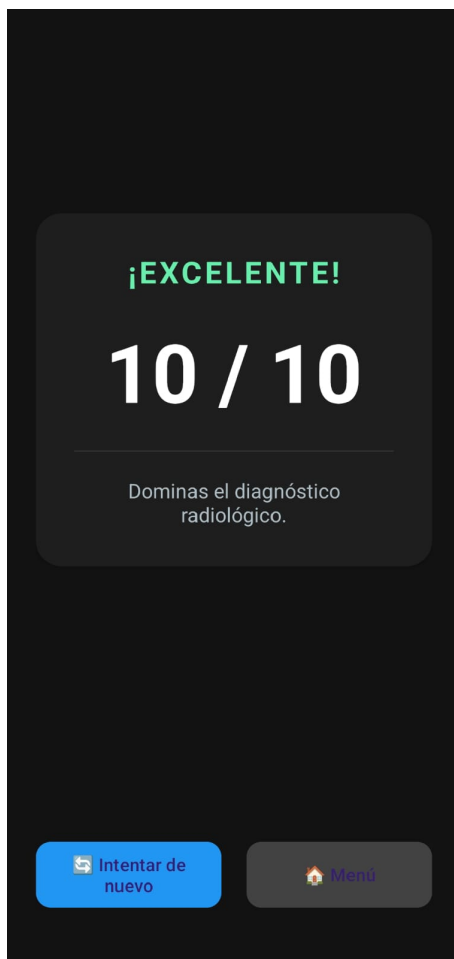 ¡EXCELENTE!
10 / 10
Dominas el diagnóstico
radiológico.
🔄 Intentar de
nuevo
🏠 Menú